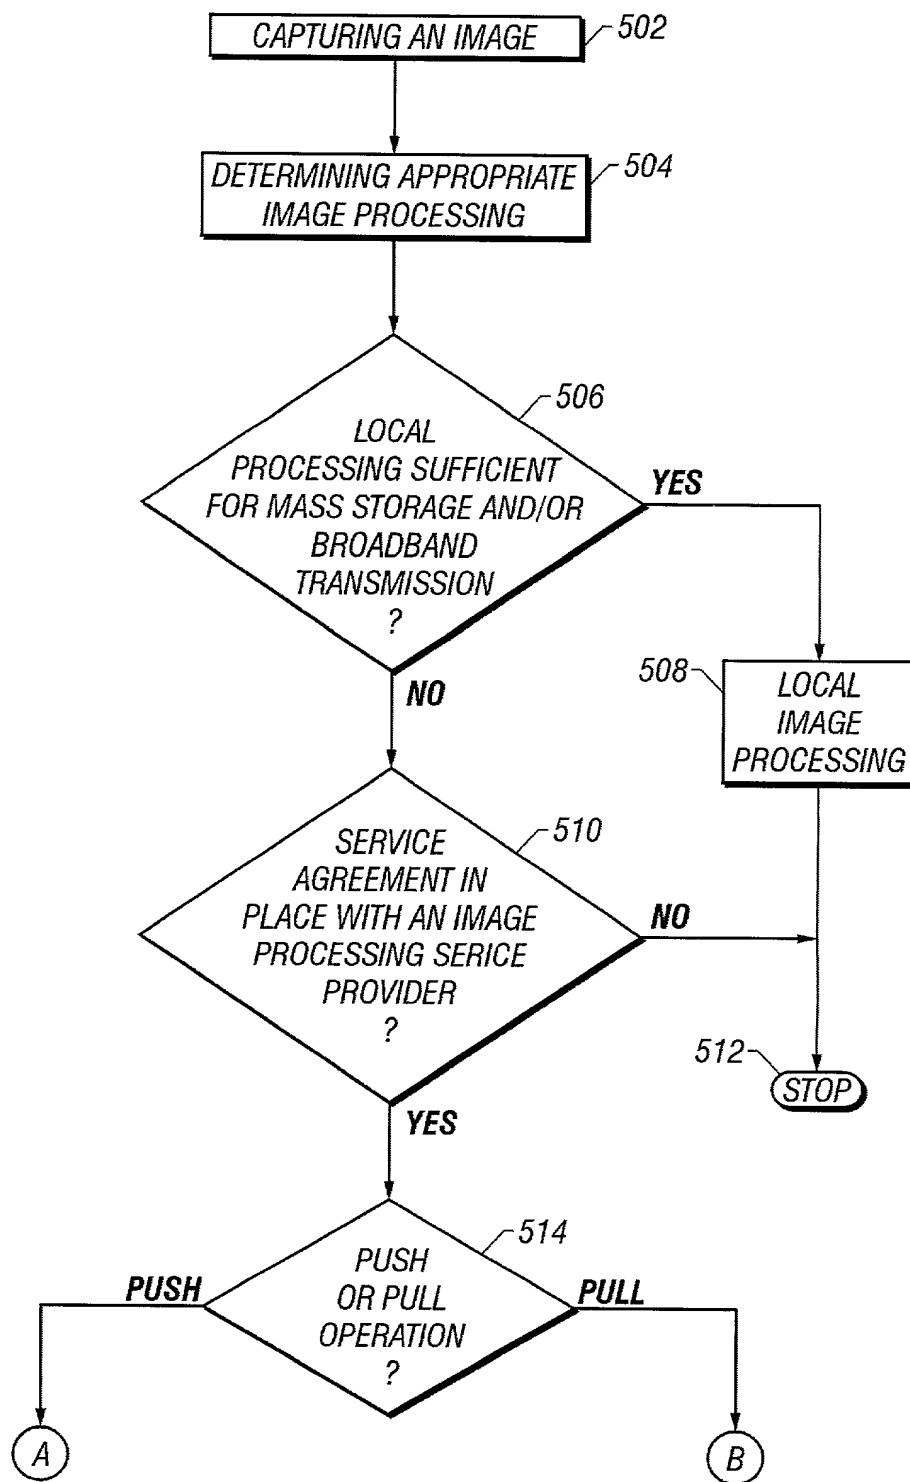 CAPTURING AN IMAGE
502
DETERMINING APPROPRIATE
IMAGE PROCESSING
504
506
LOCAL
PROCESSING SUFFICIENT
FOR MASS STORAGE AND/OR
BROADBAND
TRANSMISSION
?
YES
NO
508
LOCAL
IMAGE
PROCESSING
510
SERVICE
AGREEMENT IN
PLACE WITH AN IMAGE
PROCESSING SERICE
PROVIDER
?
NO
YES
512
STOP
514
PUSH
OR PULL
OPERATION
?
PUSH
PULL
A
B